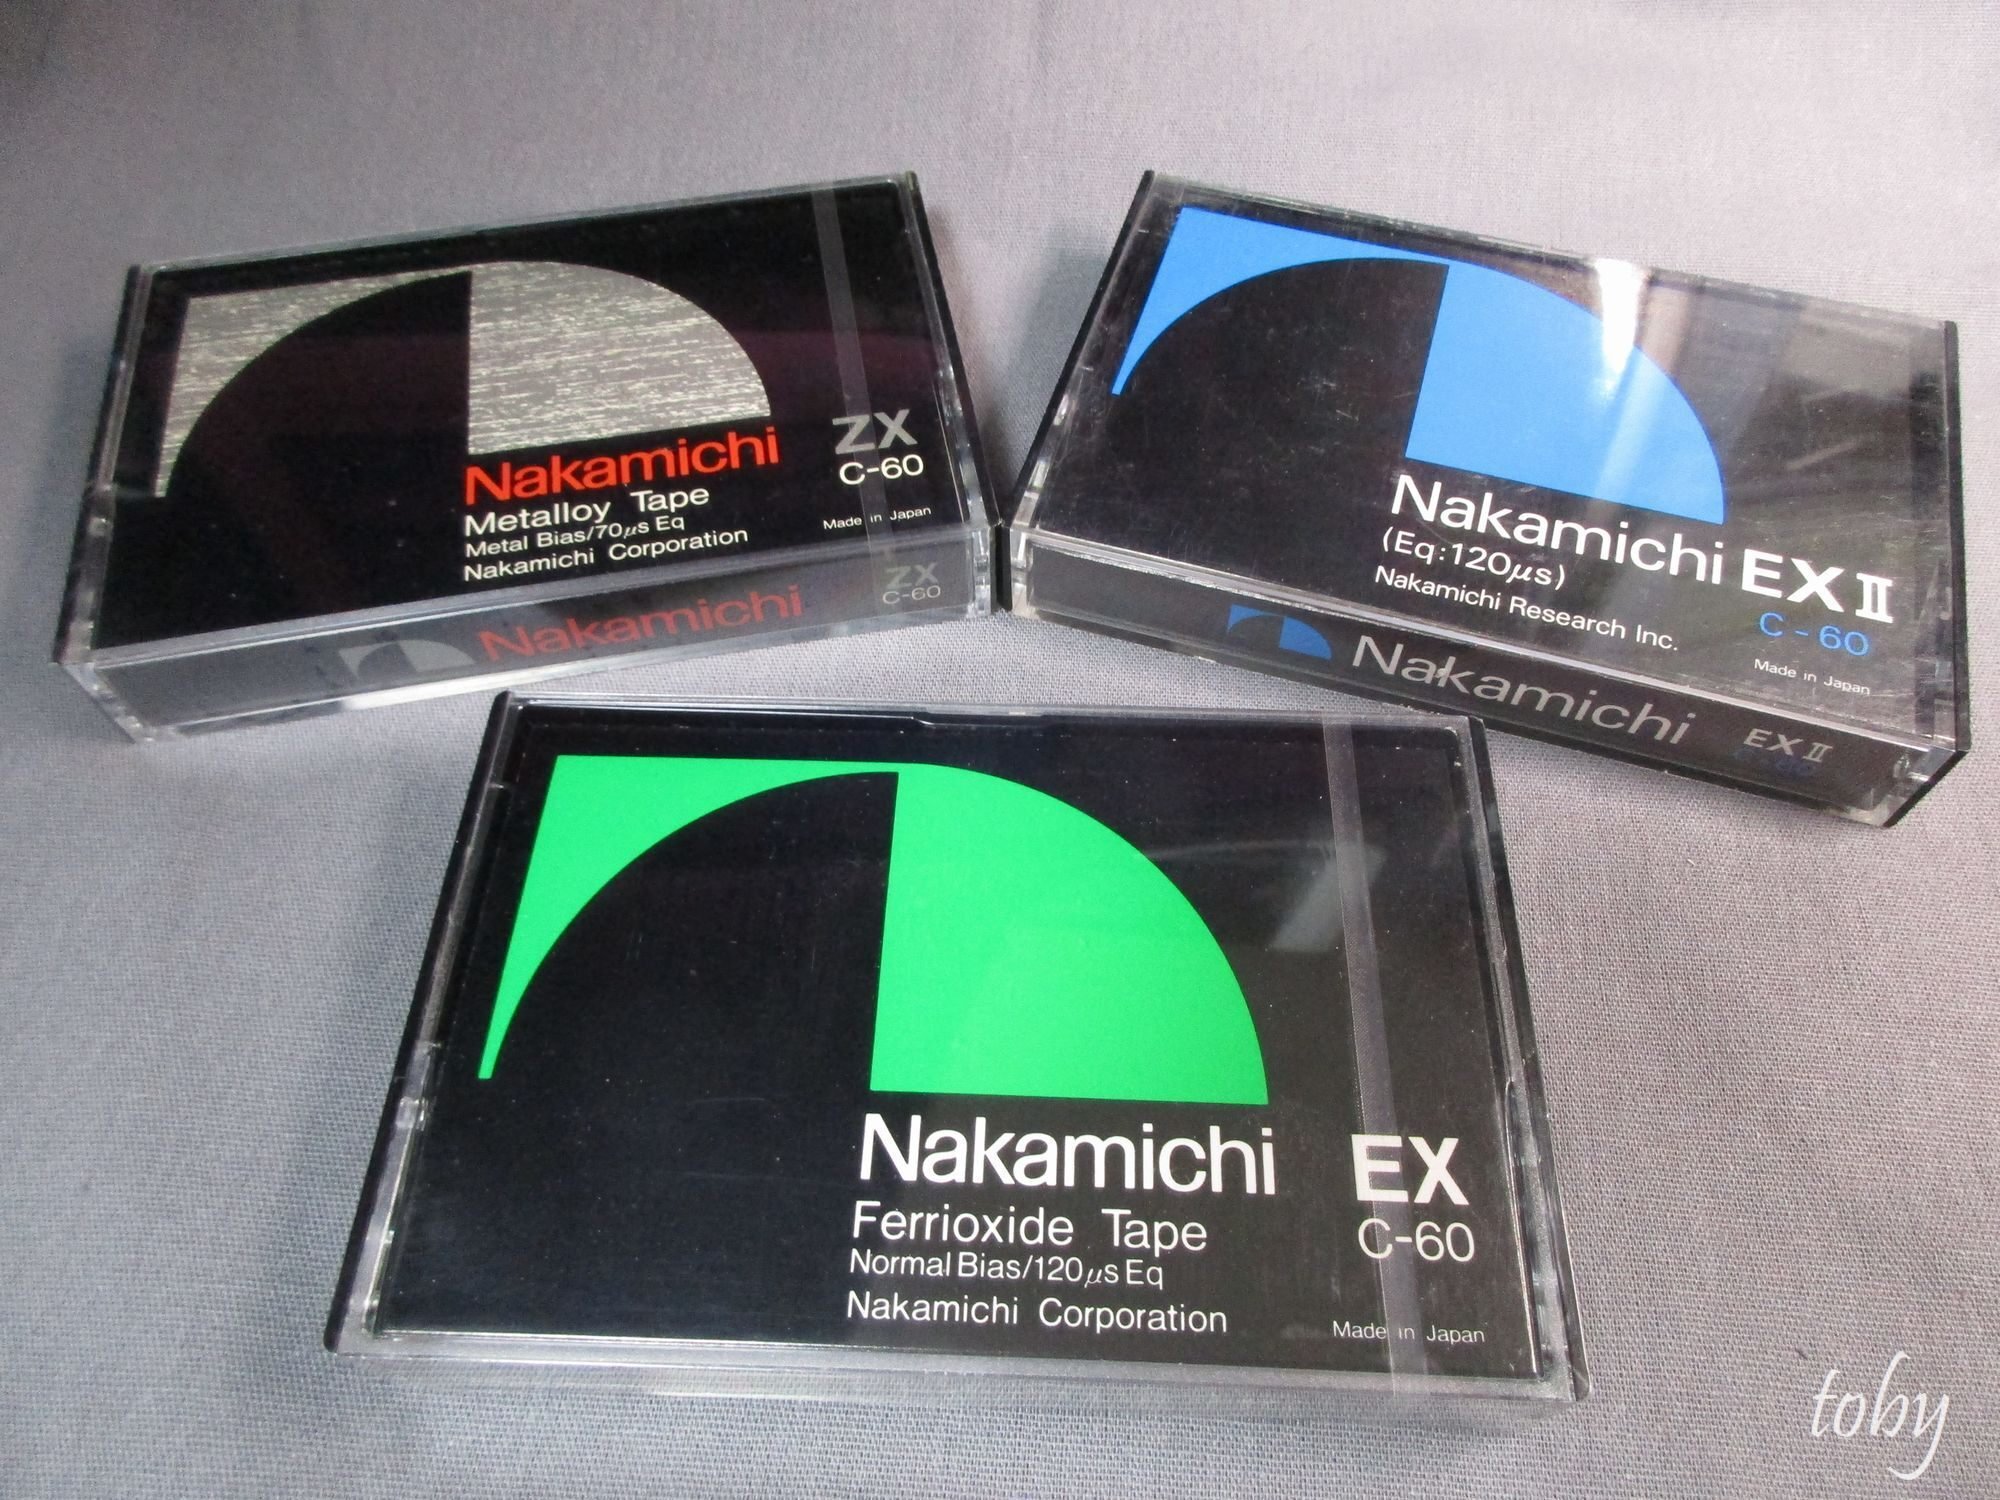 Nakamichi
Metalloy Tape
Metal Bias/70μs Eq
Nakamichi Corporation
ZX
C-60
Made in Japan
Nakamichi
ZX
C-60
Nakamichi EX II
(Eq:120μs)
Nakamichi Research Inc.
C-60
Made in Japan
Nakamichi EX II
C-60
Nakamichi EX
Ferrioxide Tape C-60
Normal Bias/120μs Eq
Nakamichi Corporation
Made in Japan
toby